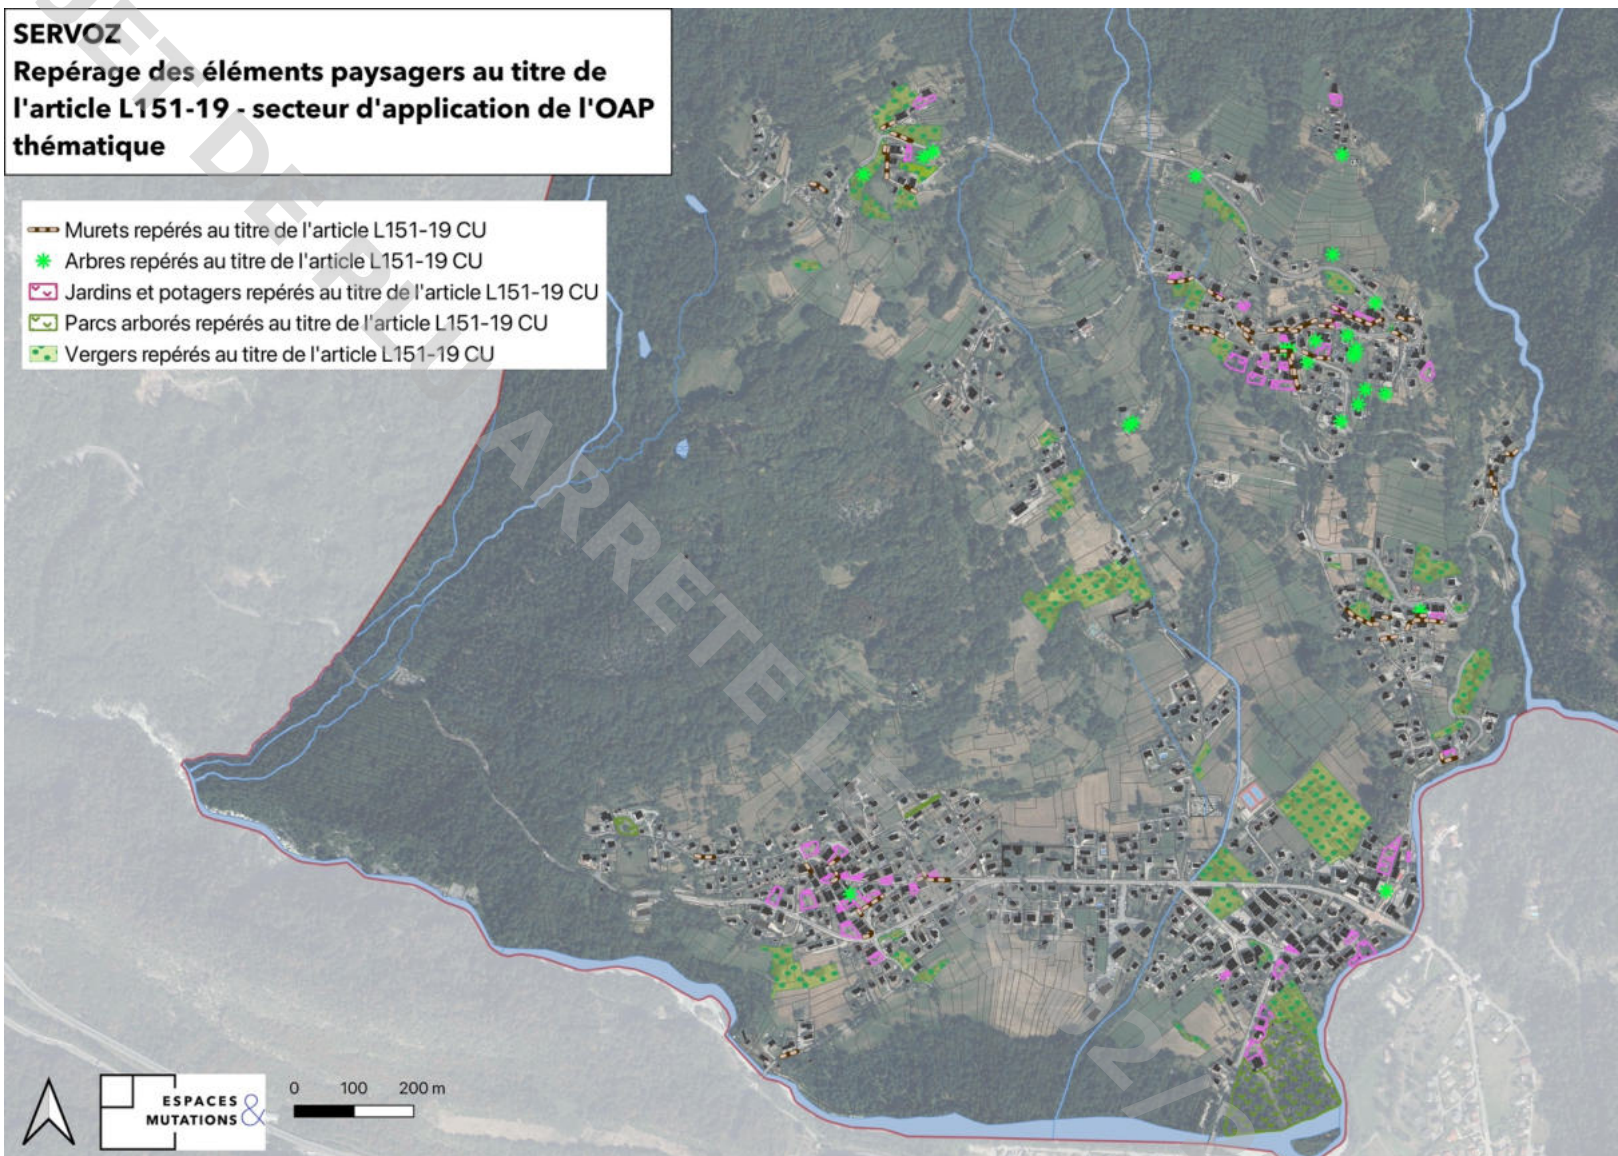 SERVOZ
Repérage des éléments paysagers au titre de
l'article L151-19 - secteur d'application de l'OAP
thématique
Murets repérés au titre de l'article L151-19 CU
Arbres repérés au titre de l'article L151-19 CU
Jardins et potagers repérés au titre de l'article L151-19 CU
Parcs arborés repérés au titre de l'article L151-19 CU
Vergers repérés au titre de l'article L151-19 CU
DE PLU ARRETE
ESPACES
MUTATIONS &
0 100 200 m